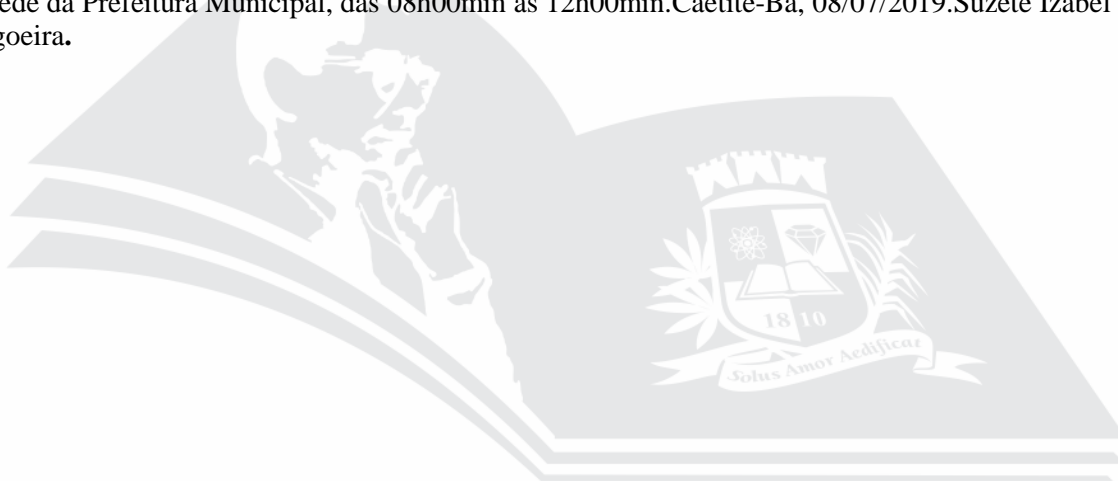 ede da Prefeitura Municipal, das 08h00min às 12h00min.Caetité-Ba, 08/07/2019.Suzete Izabel
goeira.
18 10
Solus Amor Aedificat